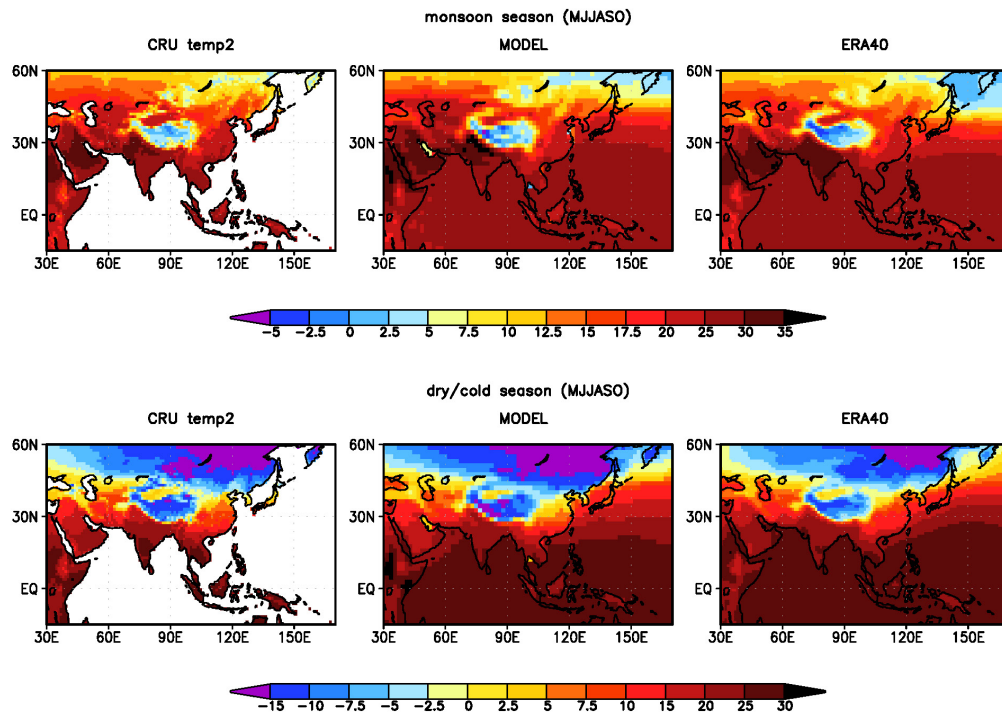 monsoon season (MJJASO)
CRU temp2 MODEL ERA40
60N 60N 60N
30N 30N 30N
EQ EQ EQ
30E 60E 90E 120E 150E 30E 60E 90E 120E 150E 30E 60E 90E 120E 150E
−5 −2.5 0 2.5 5 7.5 10 12.5 15 17.5 20 25 30 35
dry/cold season (MJJASO)
CRU temp2 MODEL ERA40
60N 60N 60N
30N 30N 30N
EQ EQ EQ
30E 60E 90E 120E 150E 30E 60E 90E 120E 150E 30E 60E 90E 120E 150E
−15 −10 −7.5 −5 −2.5 0 2.5 5 7.5 10 15 20 25 30